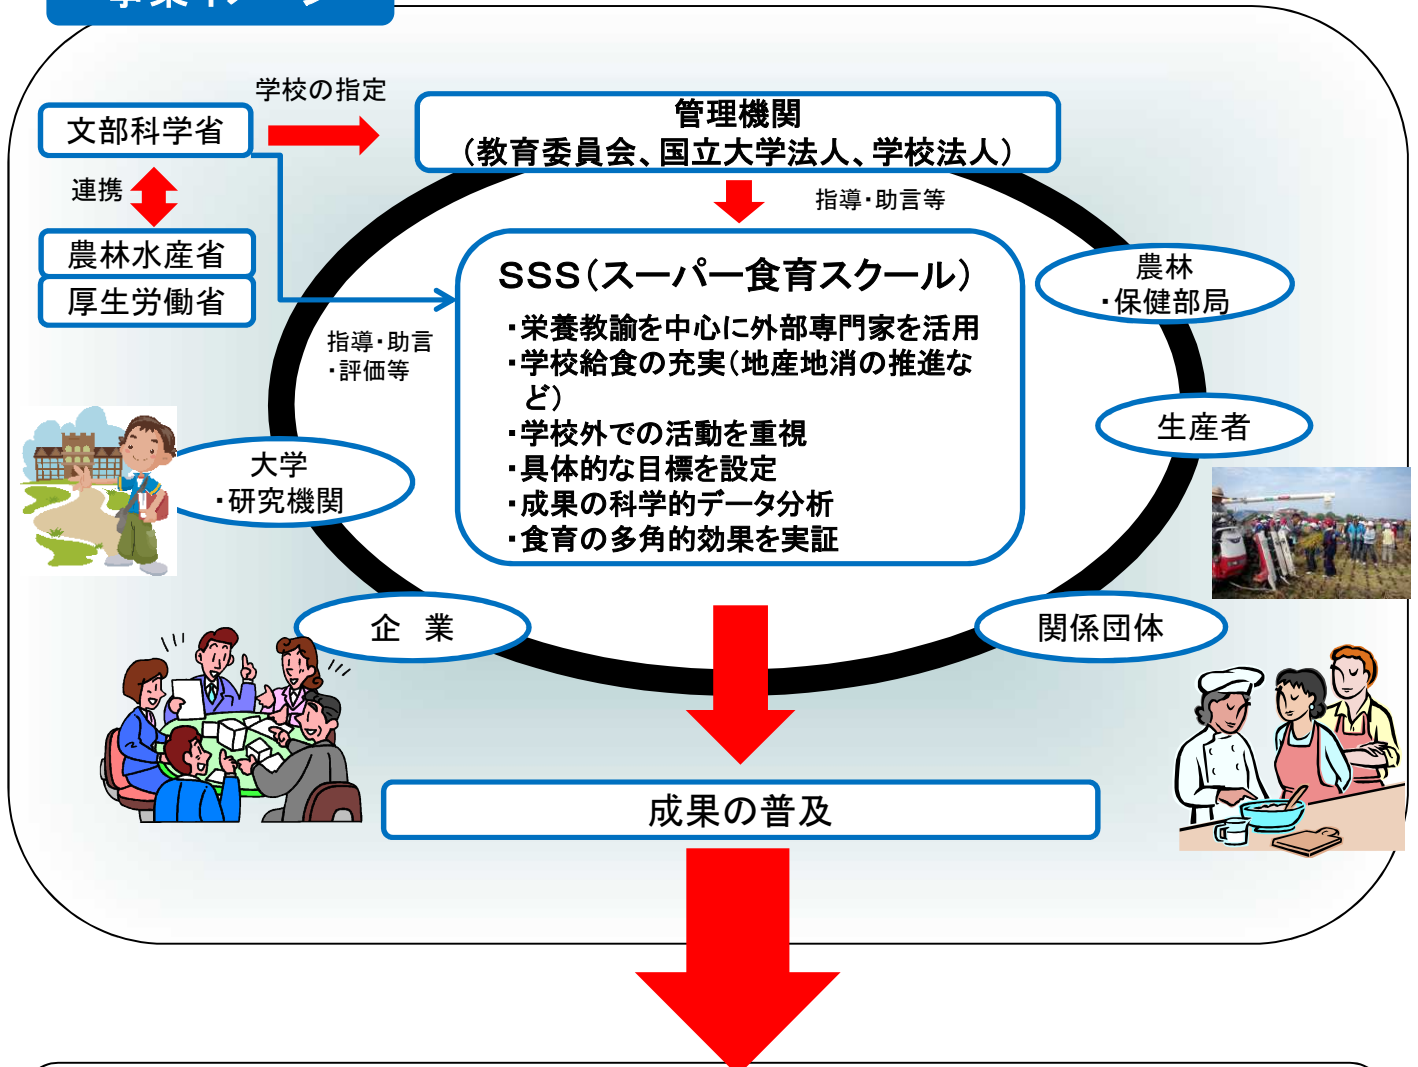 事業イメージ
学校の指定
文部科学省
管理機関
（教育委員会、国立大学法人、学校法人）
連携
指導・助言等
農林水産省
厚生労働省
SSS（スーパー食育スクール）
・栄養教諭を中心に外部専門家を活用
・学校給食の充実（地産地消の推進な
ど）
・学校外での活動を重視
・具体的な目標を設定
・成果の科学的データ分析
・食育の多角的効果を実証
指導・助言
・評価等
農林
・保健部局
生産者
大学
・研究機関
企　業
関係団体
成果の普及